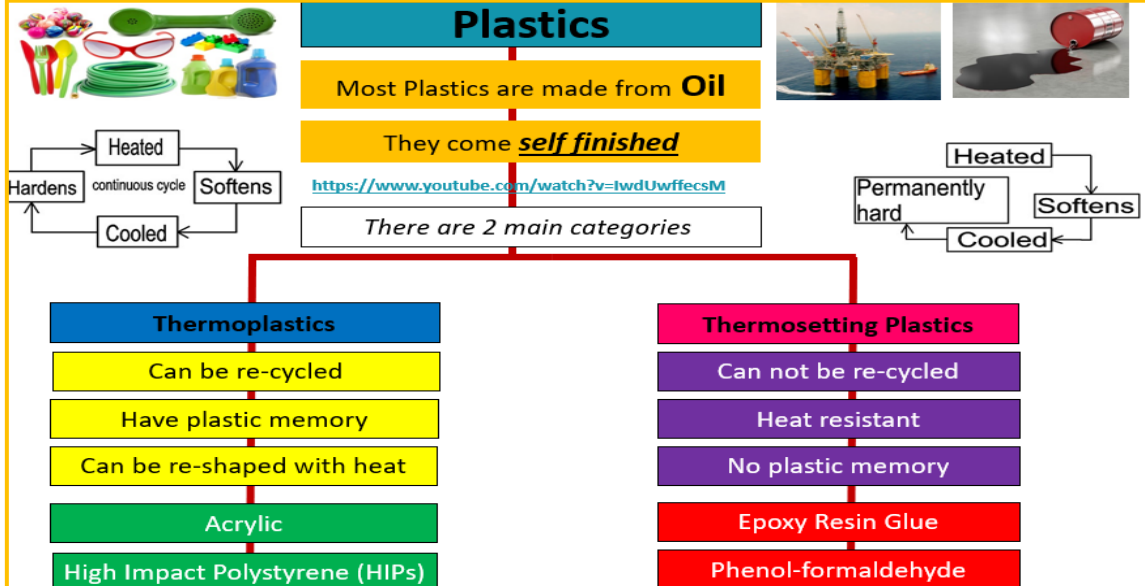 Plastics
Most Plastics are made from Oil
They come self finished
https://www.youtube.com/watch?v=IwdUwffecsM
There are 2 main categories
Heated
Hardens
continuous cycle
Softens
Cooled
Heated
Permanently
hard
Softens
Cooled
Thermoplastics
Can be re-cycled
Have plastic memory
Can be re-shaped with heat
Acrylic
High Impact Polystyrene (HIPs)
Thermosetting Plastics
Can not be re-cycled
Heat resistant
No plastic memory
Epoxy Resin Glue
Phenol-formaldehyde